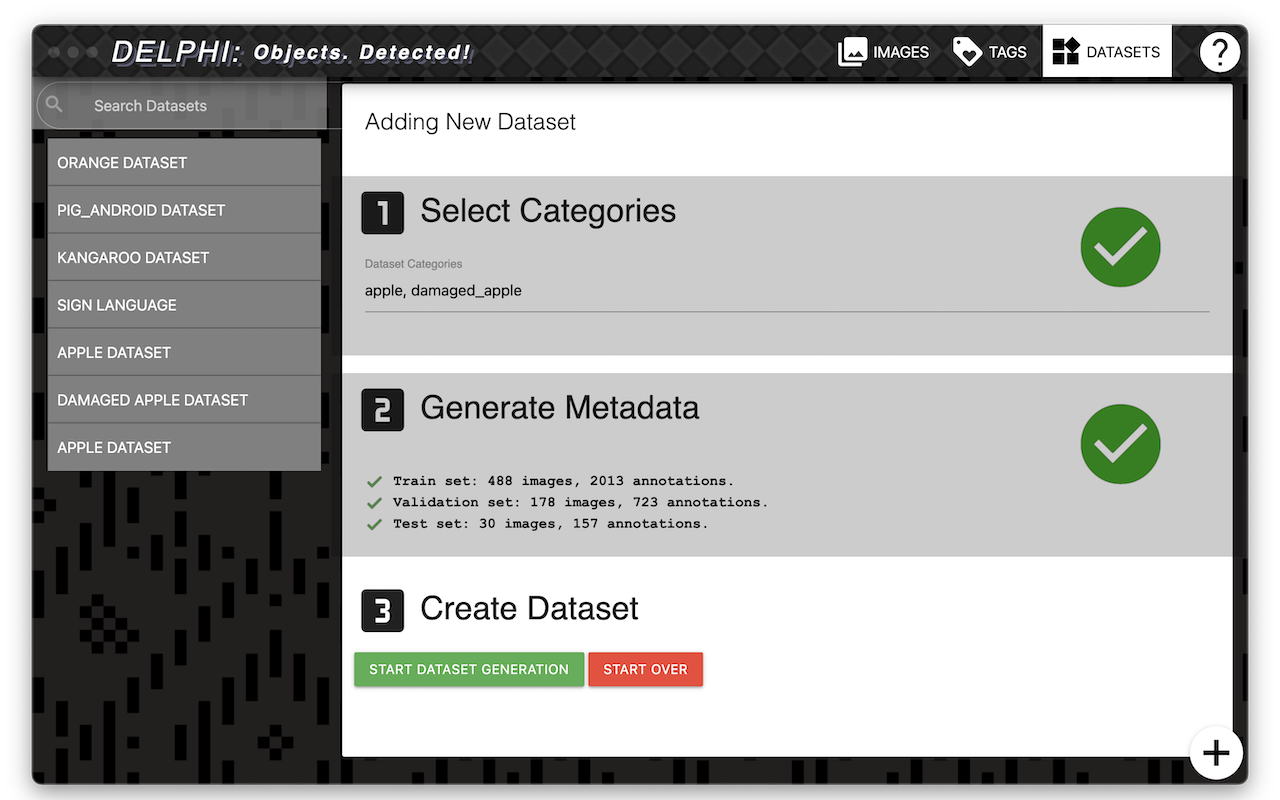 DELPHI: Objects. Detected!
IMAGES
TAGS
DATASETS
?
Search Datasets
ORANGE DATASET
PIG_ANDROID DATASET
KANGAROO DATASET
SIGN LANGUAGE
APPLE DATASET
DAMAGED APPLE DATASET
APPLE DATASET
Adding New Dataset
1 Select Categories
Dataset Categories
apple, damaged_apple
2 Generate Metadata
Train set: 488 images, 2013 annotations.
Validation set: 178 images, 723 annotations.
Test set: 30 images, 157 annotations.
3 Create Dataset
START DATASET GENERATION
START OVER
+